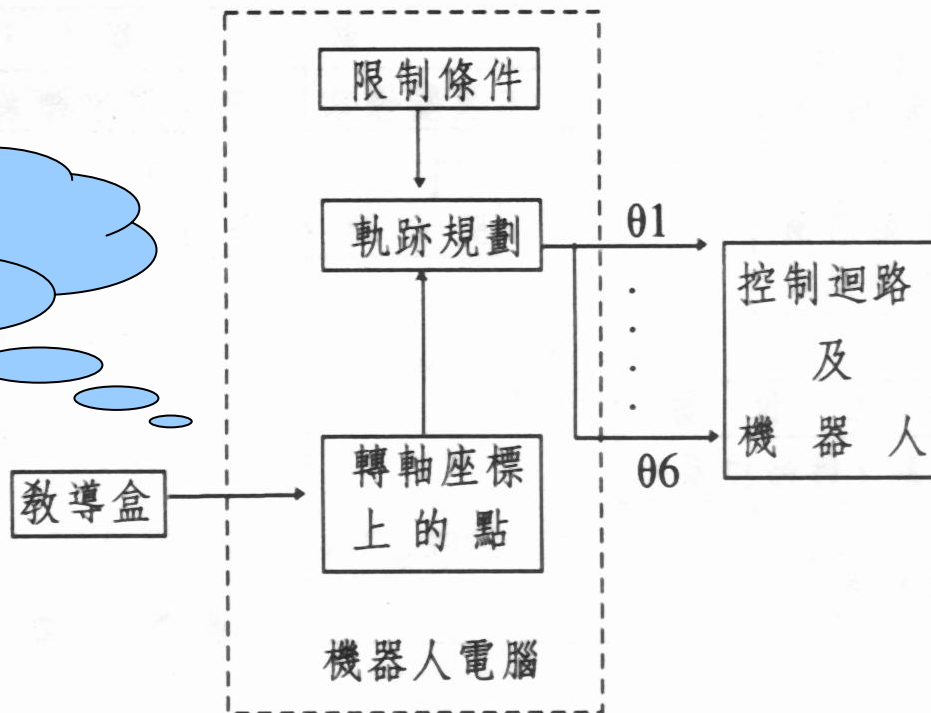 限制條件
軌跡規劃
θ1
控制迴路
及
機器人
轉軸座標
上的點
θ6
教導盒
機器人電腦